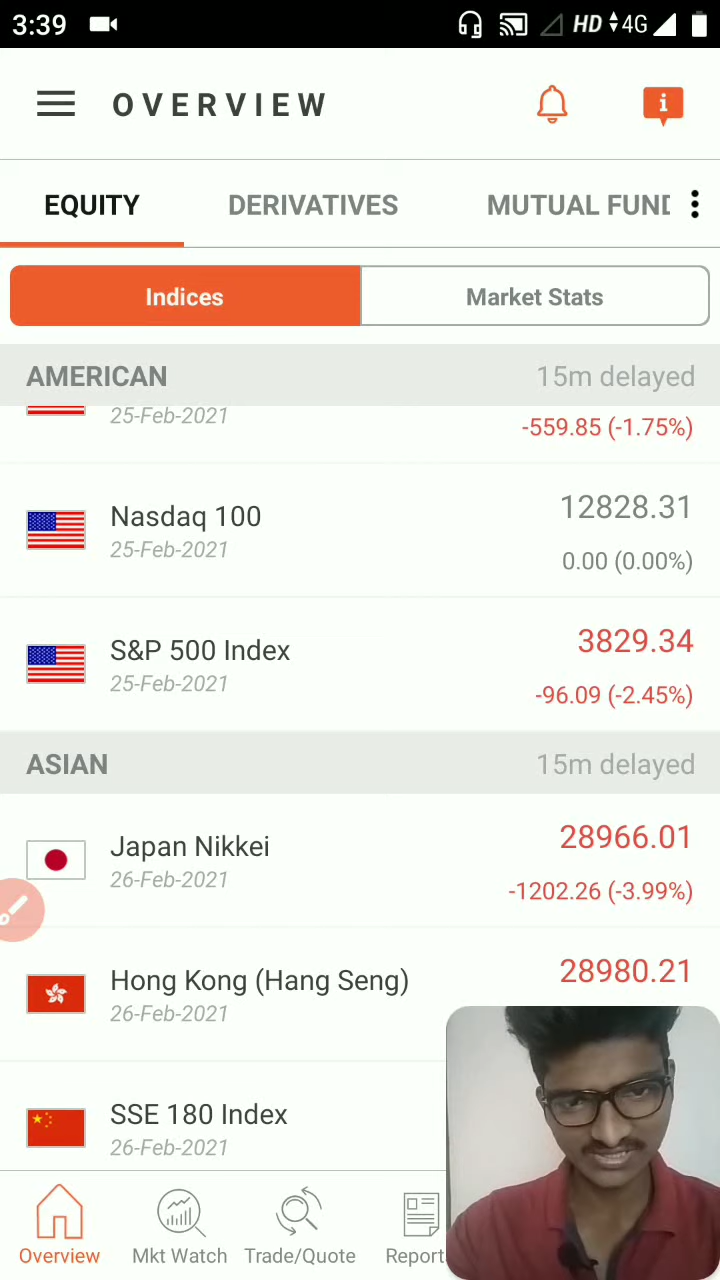 3:39
HD 4G
OVERVIEW
i
EQUITY DERIVATIVES MUTUAL FUND
Indices Market Stats
AMERICAN 15m delayed
25-Feb-2021
-559.85 (-1.75%)
Nasdaq 100 12828.31
25-Feb-2021 0.00 (0.00%)
S&P 500 Index 3829.34
25-Feb-2021 -96.09 (-2.45%)
ASIAN 15m delayed
Japan Nikkei 28966.01
26-Feb-2021 -1202.26 (-3.99%)
Hong Kong (Hang Seng) 28980.21
26-Feb-2021
SSE 180 Index
26-Feb-2021
Overview Mkt Watch Trade/Quote Report